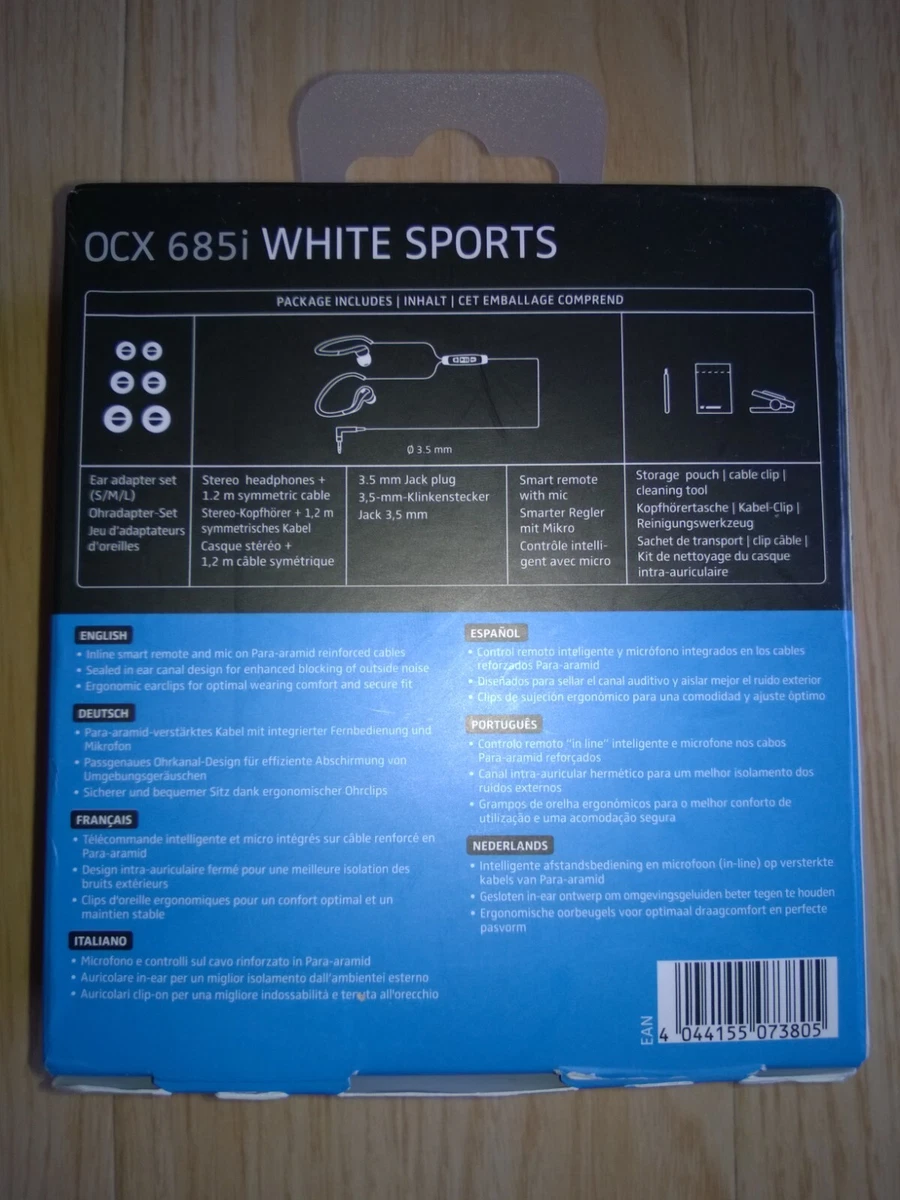 OCX 685i WHITE SPORTS
PACKAGE INCLUDES | INHALT | CET EMBALLAGE COMPREND
Ø 3.5 mm
Ear adapter set
(S/M/L)
Ohradapter-Set
Jeu d'adaptateurs
d'oreilles
Stereo headphones +
1.2 m symmetric cable
Stereo-Kopfhörer + 1,2 m
symmetrisches Kabel
Casque stéréo +
1,2 m câble symétrique
3.5 mm Jack plug
3,5-mm-Klinkenstecker
Jack 3,5 mm
Smart remote
with mic
Smarter Regler
mit Mikro
Contrôle intelli-
gent avec micro
Storage pouch | cable clip |
cleaning tool
Kopfhörertasche | Kabel-Clip |
Reinigungswerkzeug
Sachet de transport | clip câble |
Kit de nettoyage du casque
intra-auriculaire
ENGLISH
• Inline smart remote and mic on Para-aramid reinforced cables
• Sealed in ear canal design for enhanced blocking of outside noise
• Ergonomic earclips for optimal wearing comfort and secure fit
DEUTSCH
• Para-aramid-verstärktes Kabel mit integrierter Fernbedienung und
Mikrofon
• Passgenaues Ohrkanal-Design für effiziente Abschirmung von
Umgebungsgeräuschen
• Sicherer und bequemer Sitz dank ergonomischer Ohrclips
FRANÇAIS
• Télécommande intelligente et micro intégrés sur câble renforcé en
Para-aramid
• Design intra-auriculaire fermé pour une meilleure isolation des
bruits extérieurs
• Clips d'oreille ergonomiques pour un confort optimal et un
maintien stable
ITALIANO
• Microfono e controlli sul cavo rinforzato in Para-aramid
• Auricolare in-ear per un miglior isolamento dall'ambientei esterno
• Auricolari clip-on per una migliore indossabilità e tenuta all'orecchio
ESPAÑOL
• Control remoto inteligente y micrófono integrados en los cables
reforzados Para-aramid
• Diseñados para sellar el canal auditivo y aislar mejor el ruido exterior
• Clips de sujeción ergonómico para una comodidad y ajuste óptimo
PORTUGUÊS
• Controlo remoto "in line" inteligente e microfone nos cabos
Para-aramid reforçados
• Canal intra-auricular hermético para um melhor isolamento dos
ruídos externos
• Grampos de orelha ergonómicos para o melhor conforto de
utilização e uma acomodação segura
NEDERLANDS
• Intelligente afstandsbediening en microfoon (in-line) op versterkte
kabels van Para-aramid
• Gesloten in-ear ontwerp om omgevingsgeluiden beter tegen te houden
• Ergonomische oorbeugels voor optimaal draagcomfort en perfecte
pasvorm
EAN
4 044155 073805